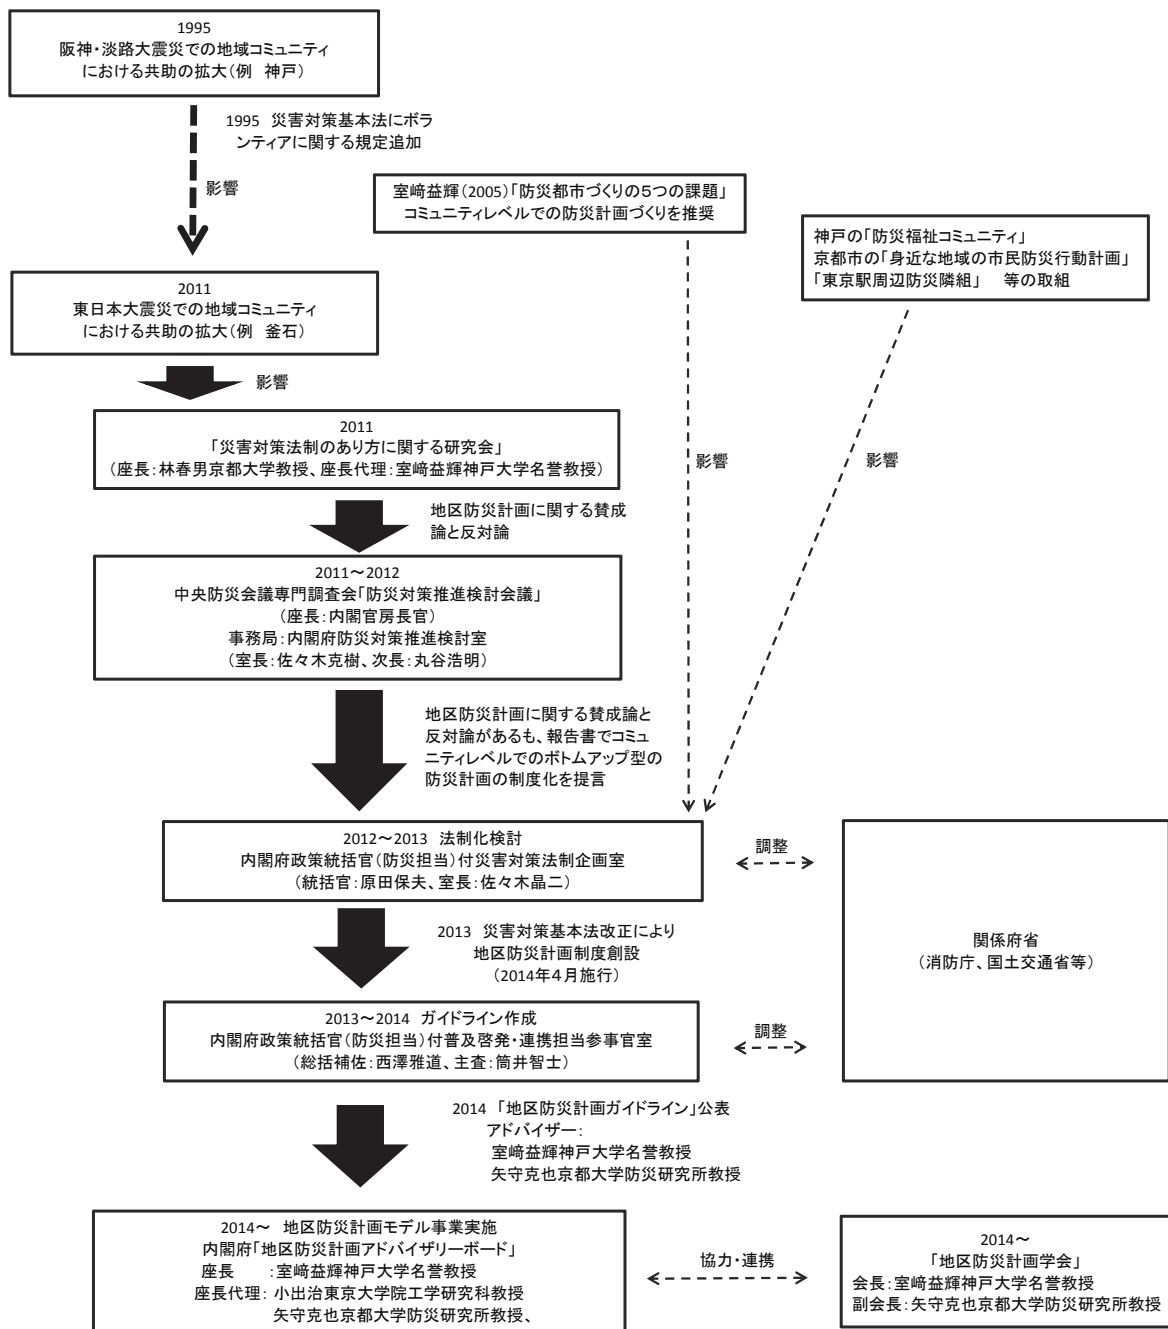 1995
阪神・淡路大震災での地域コミュニティ
における共助の拡大(例　神戸)
1995　災害対策基本法にボラ
ンティアに関する規定追加
影響
室﨑益輝(2005)「防災都市づくりの5つの課題」
コミュニティレベルでの防災計画づくりを推奨
神戸の「防災福祉コミュニティ」
京都市の「身近な地域の市民防災行動計画」
「東京駅周辺防災隣組」　等の取組
2011
東日本大震災での地域コミュニティ
における共助の拡大(例　釜石)
影響
2011
「災害対策法制のあり方に関する研究会」
(座長:林春男京都大学教授、座長代理:室﨑益輝神戸大学名誉教授)
影響
影響
地区防災計画に関する賛成
論と反対論
2011～2012
中央防災会議専門調査会「防災対策推進検討会議」
(座長:内閣官房長官)
事務局:内閣府防災対策推進検討室
(室長:佐々木克樹、次長:丸谷浩明)
地区防災計画に関する賛成論と
反対論があるも、報告書でコミュ
ニティレベルでのボトムアップ型の
防災計画の制度化を提言
2012～2013　法制化検討
内閣府政策統括官(防災担当)付災害対策法制企画室
(統括官:原田保夫、室長:佐々木晶二)
調整
関係府省
(消防庁、国土交通省等)
2013　災害対策基本法改正により
地区防災計画制度創設
(2014年4月施行)
2013～2014　ガイドライン作成
内閣府政策統括官(防災担当)付普及啓発・連携担当参事官室
(総括補佐:西澤雅道、主査:筒井智士)
調整
2014　「地区防災計画ガイドライン」公表
アドバイザー:
室﨑益輝神戸大学名誉教授
矢守克也京都大学防災研究所教授
2014～　地区防災計画モデル事業実施
内閣府「地区防災計画アドバイザリーボード」
座長　　　:室﨑益輝神戸大学名誉教授
座長代理:　小出治東京大学院工学研究科教授
矢守克也京都大学防災研究所教授、
協力・連携
2014～
「地区防災計画学会」
会長:室﨑益輝神戸大学名誉教授
副会長:矢守克也京都大学防災研究所教授